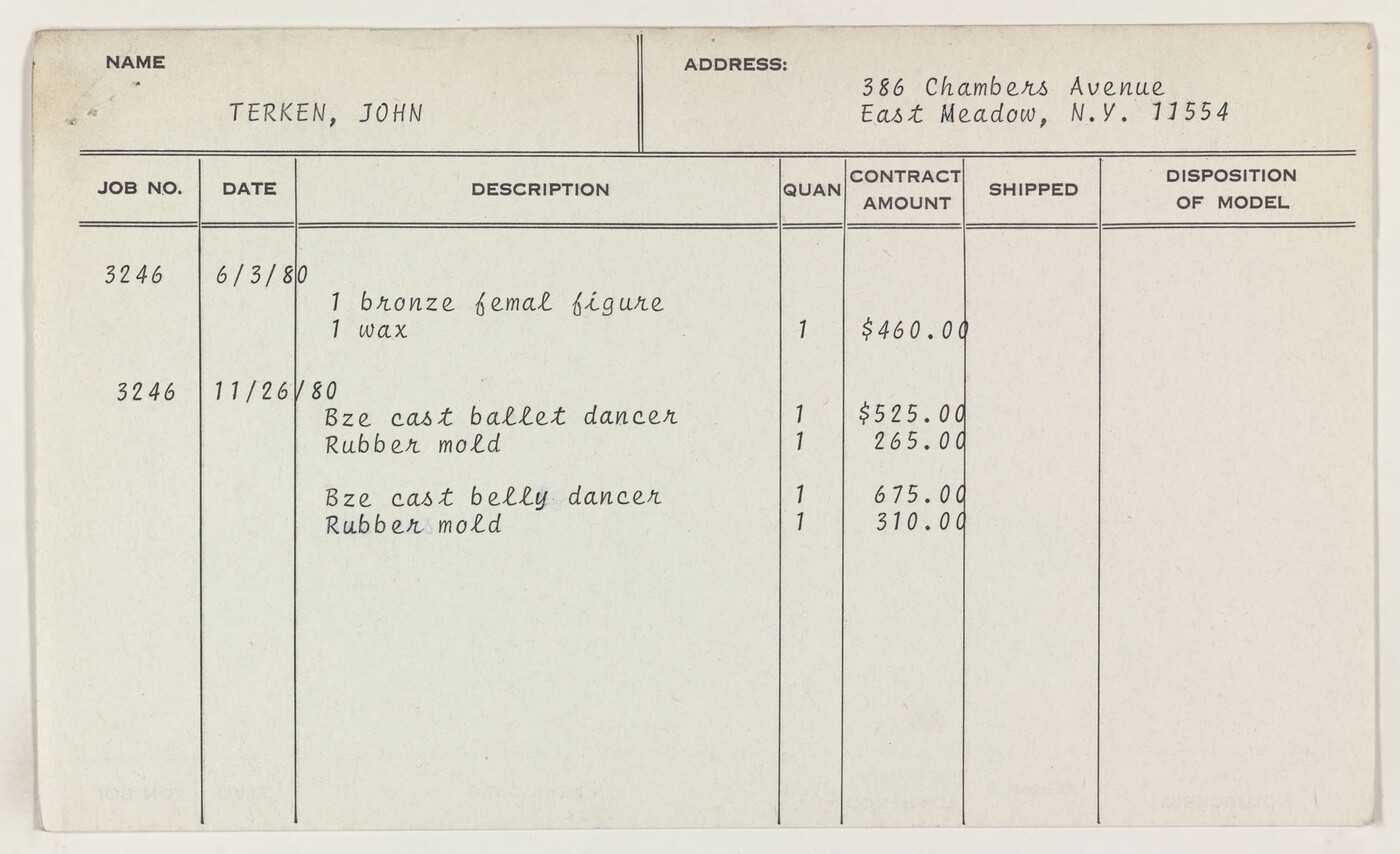 NAME
TERKEN, JOHN
ADDRESS:
386 Chambers Avenue
East Meadow, N.Y. 11554
JOB NO. DATE DESCRIPTION QUAN CONTRACT AMOUNT SHIPPED DISPOSITION OF MODEL
3246 6/3/80
1 bronze femal figure
1 wax 1 $460.00
3246 11/26/80
Bze cast ballet dancer 1 $525.00
Rubber mold 1 265.00
Bze cast belly dancer 1 675.00
Rubber mold 1 310.00